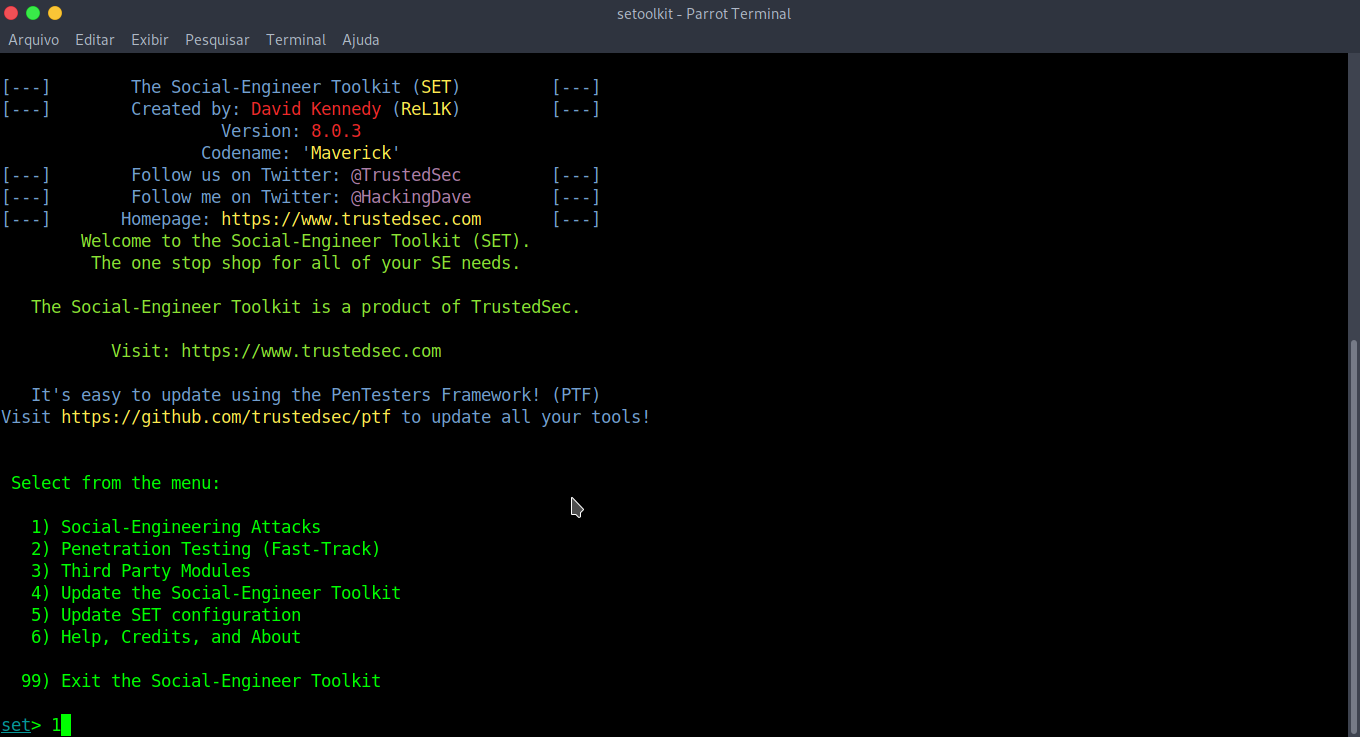 setoolkit - Parrot Terminal
Arquivo Editar Exibir Pesquisar Terminal Ajuda
[---] The Social-Engineer Toolkit (SET) [---]
[---] Created by: David Kennedy (ReL1K) [---]
Version: 8.0.3
Codename: 'Maverick'
[---] Follow us on Twitter: @TrustedSec [---]
[---] Follow me on Twitter: @HackingDave [---]
[---] Homepage: https://www.trustedsec.com [---]
Welcome to the Social-Engineer Toolkit (SET).
The one stop shop for all of your SE needs.
The Social-Engineer Toolkit is a product of TrustedSec.
Visit: https://www.trustedsec.com
It's easy to update using the PenTesters Framework! (PTF)
Visit https://github.com/trustedsec/ptf to update all your tools!
Select from the menu:
1) Social-Engineering Attacks
2) Penetration Testing (Fast-Track)
3) Third Party Modules
4) Update the Social-Engineer Toolkit
5) Update SET configuration
6) Help, Credits, and About
99) Exit the Social-Engineer Toolkit
set> 1